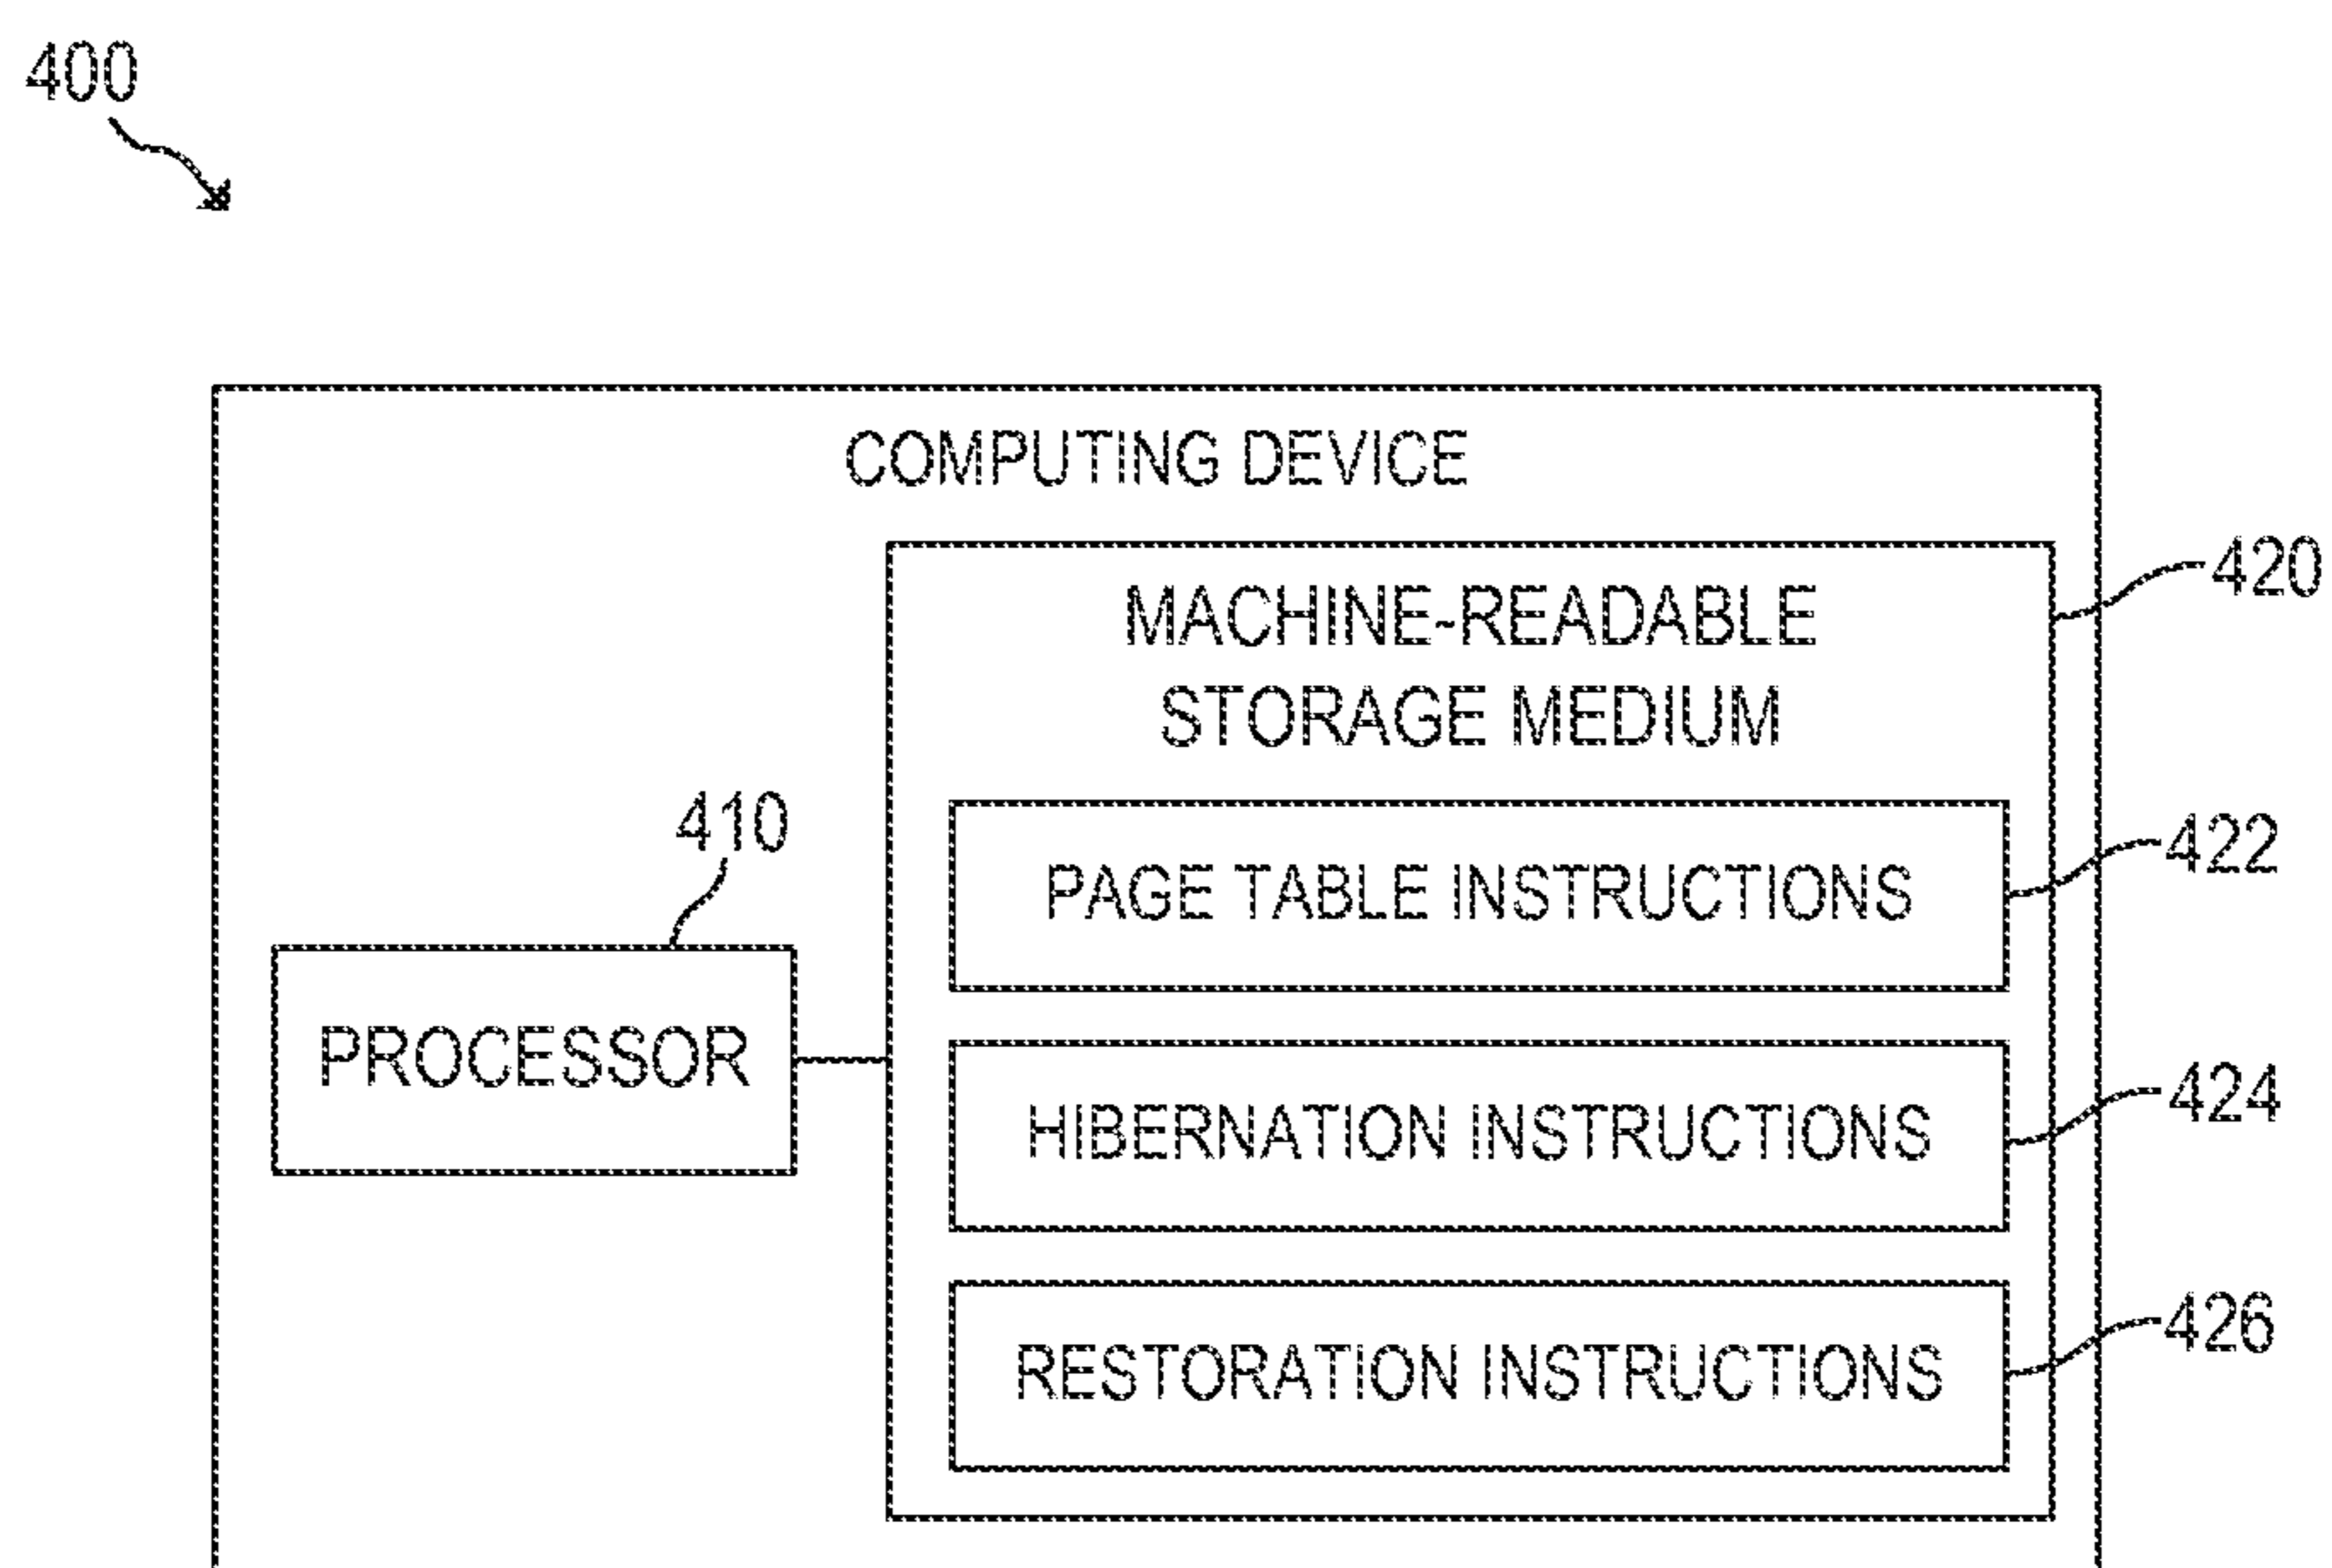 400
COMPUTING DEVICE
420
MACHINE-READABLE
STORAGE MEDIUM
422
410
PAGE TABLE INSTRUCTIONS
PROCESSOR
424
HIBERNATION INSTRUCTIONS
426
RESTORATION INSTRUCTIONS